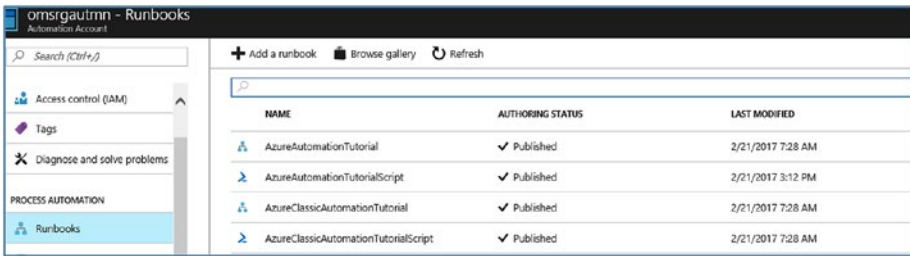 omsrgautmn - Runbooks
Automation Account
Search (Ctrl+/)
Access control (IAM)
Tags
Diagnose and solve problems
PROCESS AUTOMATION
Runbooks
Add a runbook Browse gallery Refresh
NAME AUTHORING STATUS LAST MODIFIED
AzureAutomationTutorial Published 2/21/2017 7:28 AM
AzureAutomationTutorialScript Published 2/21/2017 3:12 PM
AzureClassicAutomationTutorial Published 2/21/2017 7:28 AM
AzureClassicAutomationTutorialScript Published 2/21/2017 7:28 AM